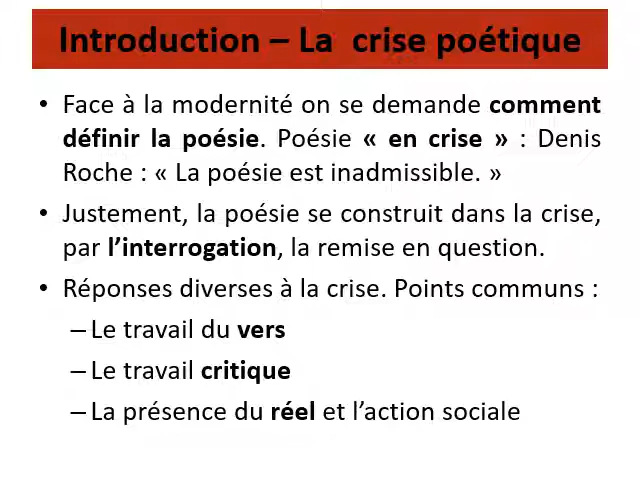 Introduction – La crise poétique
• Face à la modernité on se demande comment
définir la poésie. Poésie « en crise » : Denis
Roche : « La poésie est inadmissible. »
• Justement, la poésie se construit dans la crise,
par l’interrogation, la remise en question.
• Réponses diverses à la crise. Points communs :
– Le travail du vers
– Le travail critique
– La présence du réel et l’action sociale